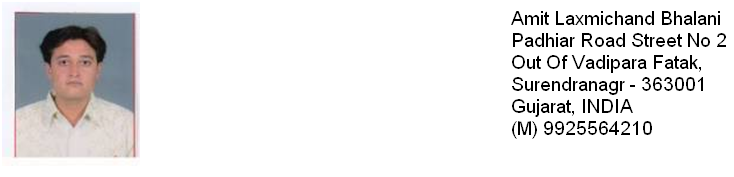 Amit Laxmichand Bhalani
Padhiar Road Street No 2
Out Of Vadipara Fatak,
Surendranagr - 363001
Gujarat, INDIA
(M) 9925564210